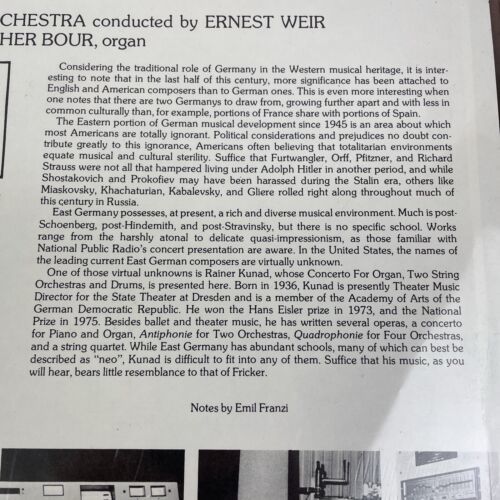 CHESTRA conducted by ERNEST WEIR
HER BOUR, organ
Considering the traditional role of Germany in the Western musical heritage, it is inter-
esting to note that in the last half of this century, more significance has been attached to
English and American composers than to German ones. This is even more interesting when
one notes that there are two Germanys to draw from, growing further apart and with less in
common culturally than, for example, portions of France share with portions of Spain.
The Eastern portion of German musical development since 1945 is an area about which
most Americans are totally ignorant. Political considerations and prejudices no doubt con-
tribute greatly to this ignorance, Americans often believing that totalitarian environments
equate musical and cultural sterility. Suffice that Furtwangler, Orff, Pfitzner, and Richard
Strauss were not all that hampered living under Adolph Hitler in another period, and while
Shostakovich and Prokofiev may have been harassed during the Stalin era, others like
Miaskovsky, Khachaturian, Kabalevsky, and Gliere rolled right along throughout much of
this century in Russia.
East Germany possesses, at present, a rich and diverse musical environment. Much is post-
Schoenberg, post-Hindemith, and post-Stravinsky, but there is no specific school. Works
range from the harshly atonal to delicate quasi-impressionism, as those familiar with
National Public Radio's concert presentation are aware. In the United States, the names of
the leading current East German composers are virtually unknown.
One of those virtual unknowns is Rainer Kunad, whose Concerto For Organ, Two String
Orchestras and Drums, is presented here. Born in 1936, Kunad is presently Theater Music
Director for the State Theater at Dresden and is a member of the Academy of Arts of the
German Democratic Republic. He won the Hans Eisler prize in 1973, and the National
Prize in 1975. Besides ballet and theater music, he has written several operas, a concerto
for Piano and Organ, Antiphonie for Two Orchestras, Quadrophonie for Four Orchestras,
and a string quartet. While East Germany has abundant schools, many of which can best be
described as "neo", Kunad is difficult to fit into any of them. Suffice that his music, as you
will hear, bears little resemblance to that of Fricker.
Notes by Emil Franzi